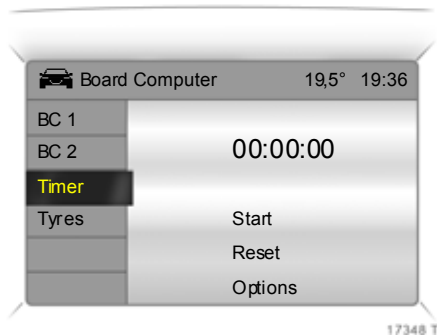 Board Computer 19,5° 19:36
BC 1
BC 2
Timer
Tyres
00:00:00
Start
Reset
Options
17348 T